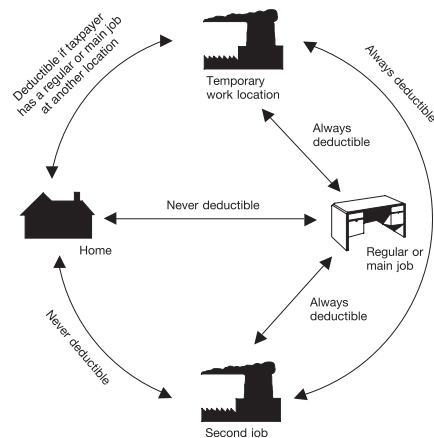 Deductible if taxpayer
has a regular or main job
at another location
Temporary
work location
Always deductible
Always
deductible
Never deductible
Home
Regular or
main job
Always
deductible
Never deductible
Second job